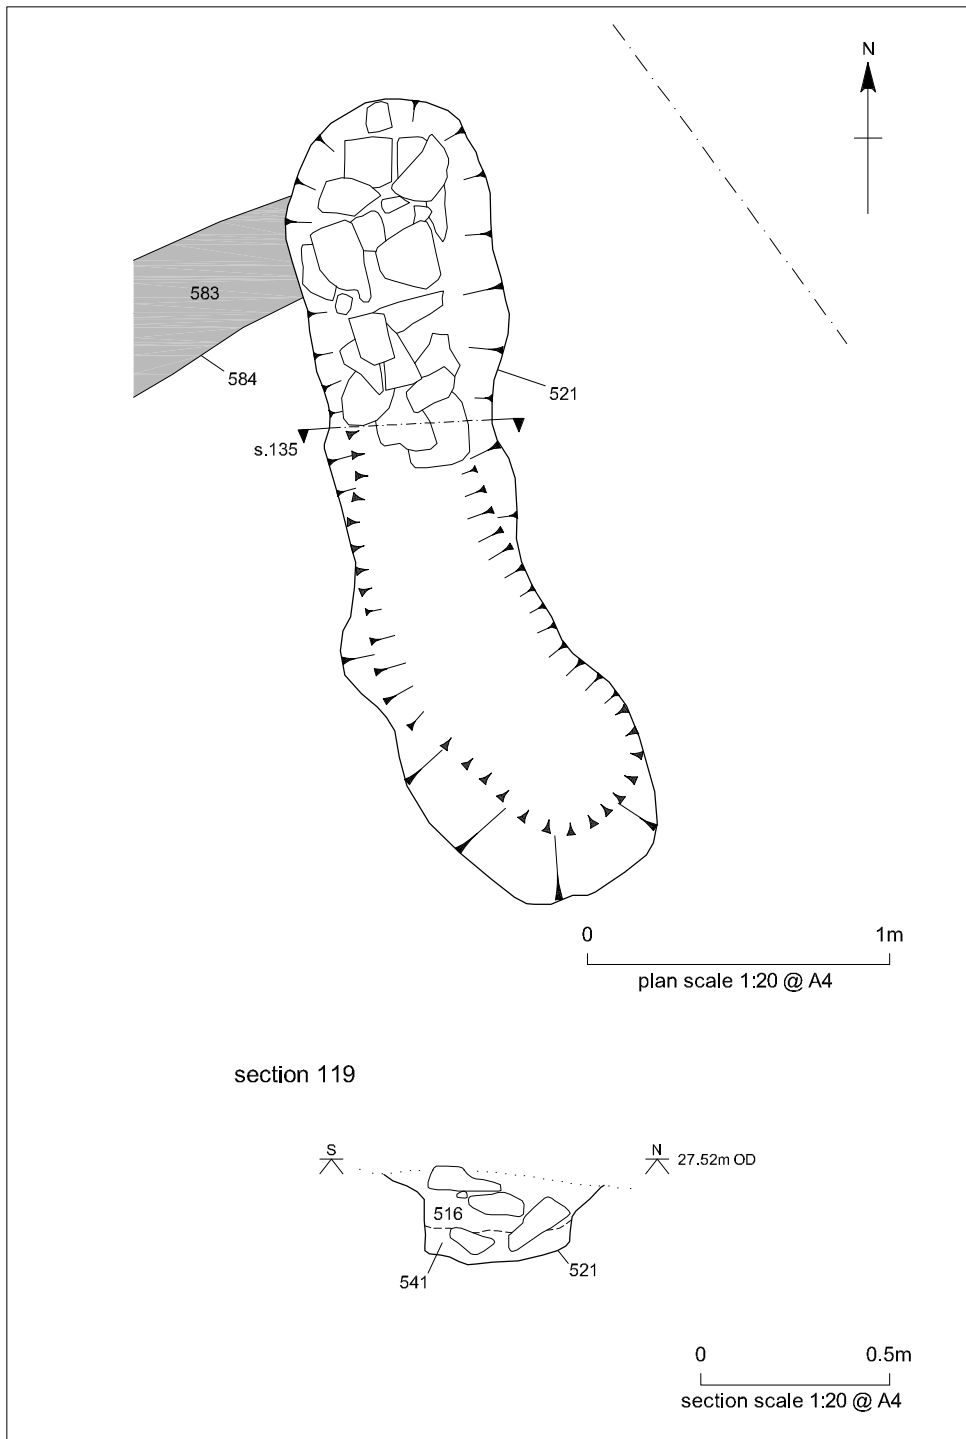 N
583
584
521
s.135
0 1m
plan scale 1:20 @ A4
section 119
S N 27.52m OD
516
541 521
0 0.5m
section scale 1:20 @ A4